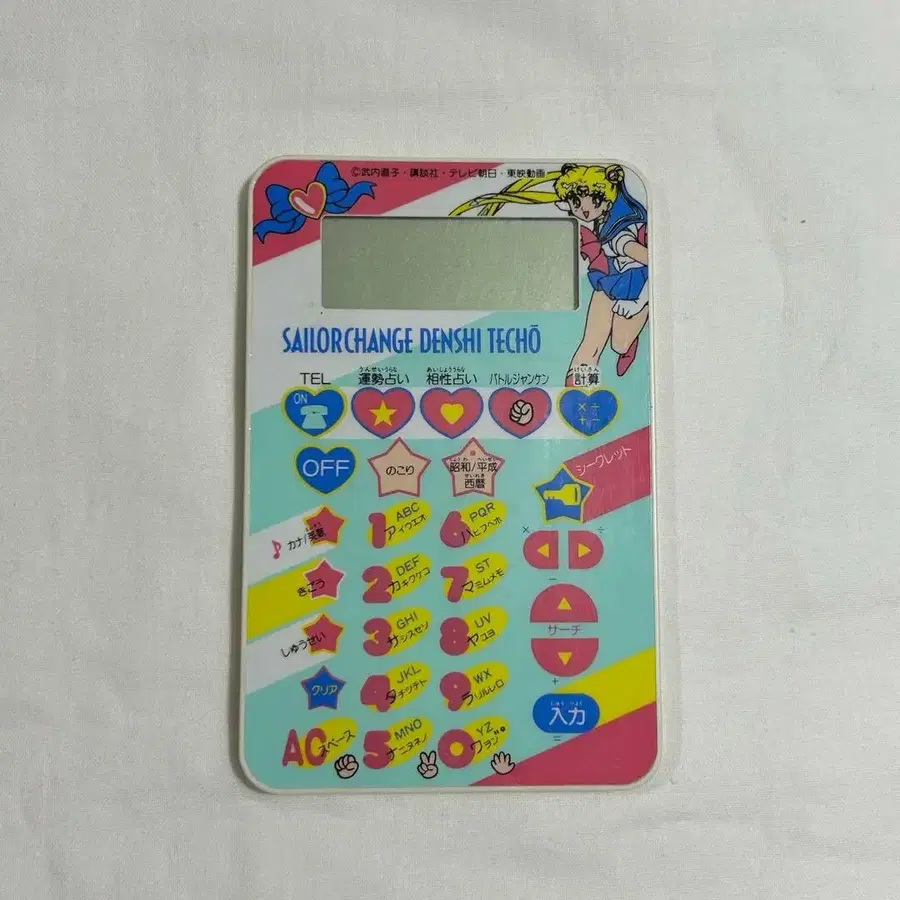 ©武内直子・講談社・テレビ朝日・東映動画
SAILORCHANGE DENSHI TECHŌ
TEL 運勢占い 相性占い バトルジャンケン 計算
うんせいうらな あいしょううらな けいさん
ON × ÷ + −
OFF のこり 昭和/平成 西暦 シークレット
しょうわ へいせい せいれき
♪ カナ/英数 1 ABC アイウエオ 6 PQR ハヒフヘホ × ÷
きごう 2 DEF カキクケコ 7 ST マミムメモ −
しゅうせい 3 GHI サシスセソ 8 UV ヤユヨ サーチ
クリア 4 JKL タチツテト 9 WX ラリルレロ +
AC スペース 5 MNO ナニヌネノ 0 YZ ワヨン゛゜ 入力 =